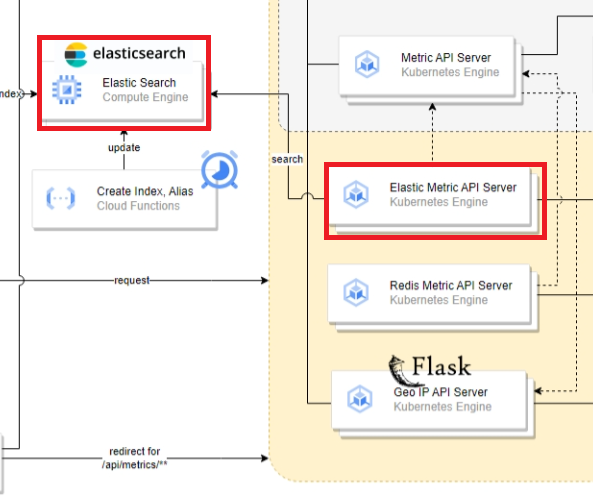 elasticsearch
Elastic Search
Compute Engine
index
update
Create Index, Alias
Cloud Functions
search
Metric API Server
Kubernetes Engine
Elastic Metric API Server
Kubernetes Engine
request
Redis Metric API Server
Kubernetes Engine
Flask
Geo IP API Server
Kubernetes Engine
redirect for
/api/metrics/**